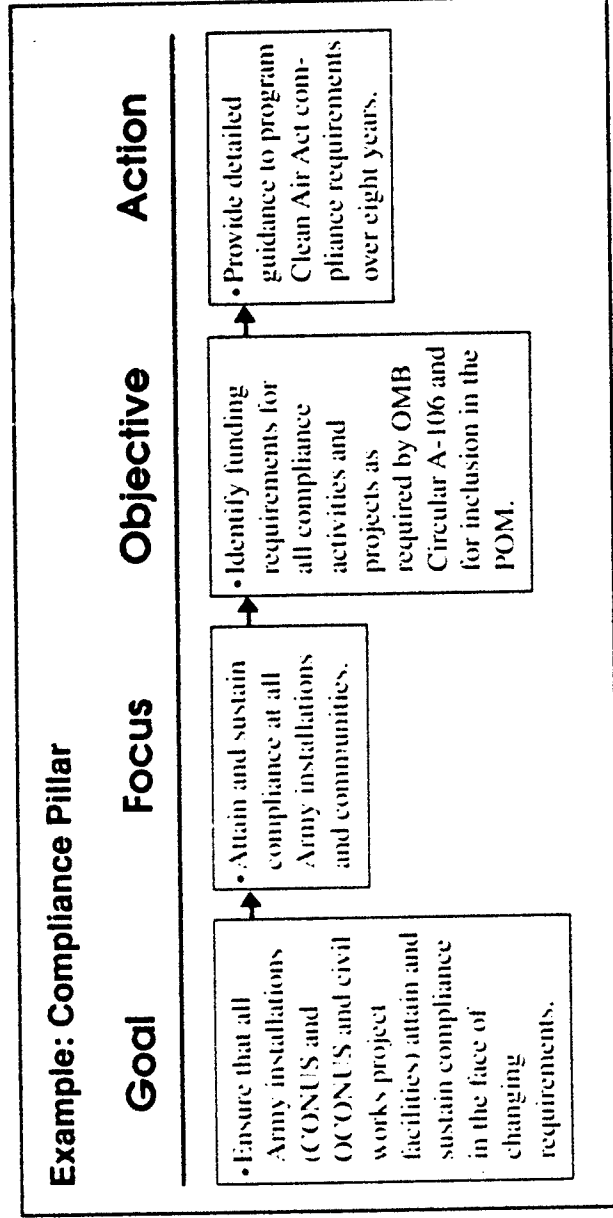 Example: Compliance Pillar
Goal
Focus
Objective
Action
• Ensure that all
Army installations
(CONUS and
OCONUS and civil
works project
facilities) attain and
sustain compliance
in the face of
changing
requirements.
• Attain and sustain
compliance at all
Army installations
and communities.
• Identify funding
requirements for
all compliance
activities and
projects as
required by OMB
Circular A-106 and
for inclusion in the
POM.
• Provide detailed
guidance to program
Clean Air Act com-
pliance requirements
over eight years.